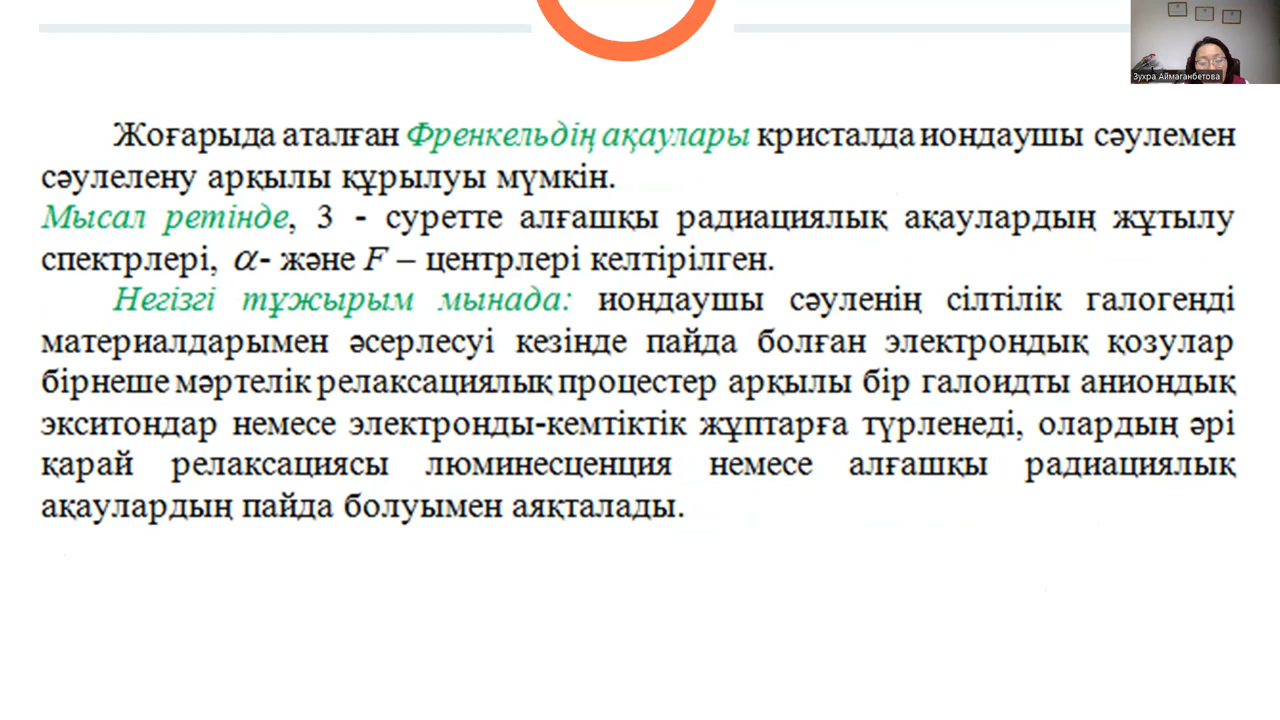 Зухра Аймаганбетова
Жоғарыда аталған Френкельдің ақаулары кристалда иондаушы сәулемен
сәулелену арқылы құрылуы мүмкін.
Мысал ретінде, 3 - суретте алғашқы радиациялық ақаулардың жұтылу
спектрлері, α- және F – центрлері келтірілген.
Негізгі тұжырым мынада: иондаушы сәуленің сілтілік галогенді
материалдарымен әсерлесуі кезінде пайда болған электрондық қозулар
бірнеше мәртелік релаксациялық процестер арқылы бір галоидты аниондық
экситондар немесе электронды-кемтіктік жұптарға түрленеді, олардың әрі
қарай релаксациясы люминесценция немесе алғашқы радиациялық
ақаулардың пайда болуымен аяқталады.